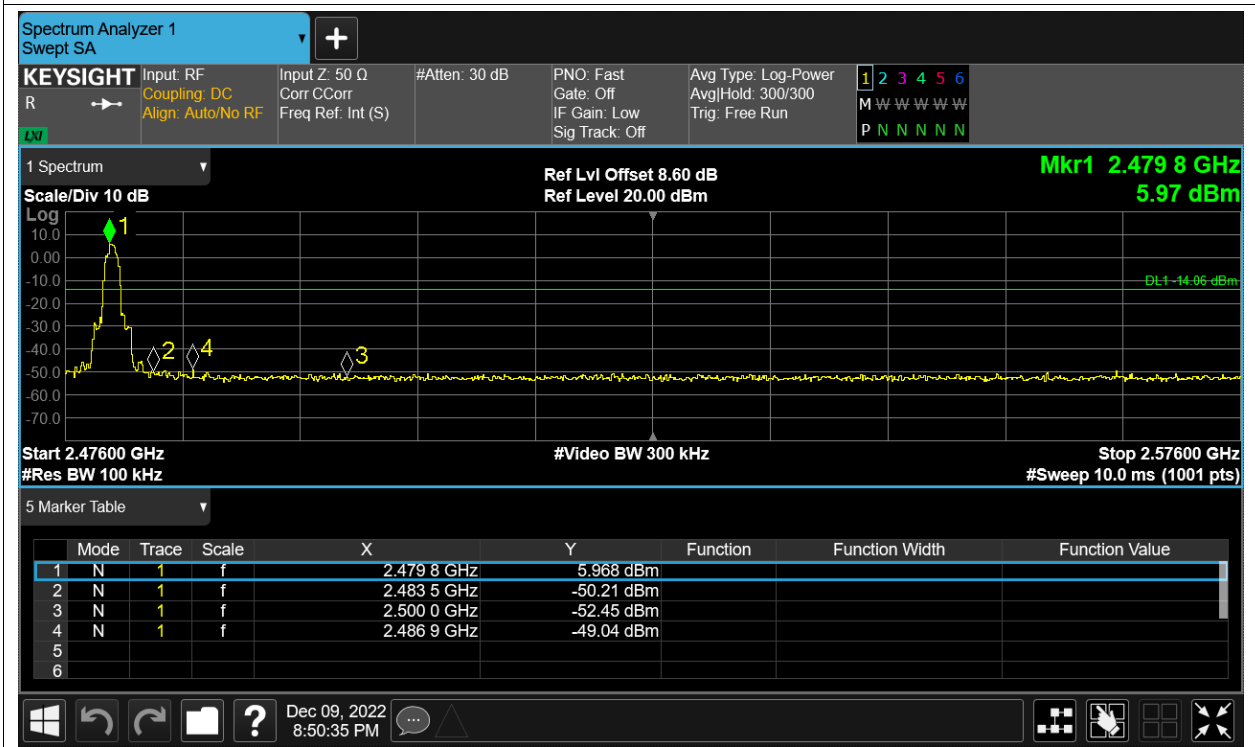 Spectrum Analyzer 1
Swept SA
KEYSIGHT Input: RF Input Z: 50 Ω #Atten: 30 dB PNO: Fast Avg Type: Log-Power 1 2 3 4 5 6
R Coupling: DC Corr CCorr Gate: Off Avg|Hold: 300/300 M W W W W W
Align: Auto/No RF Freq Ref: Int (S) IF Gain: Low Trig: Free Run
LXI Sig Track: Off P N N N N N
1 Spectrum Ref Lvl Offset 8.60 dB Mkr1 2.479 8 GHz
Scale/Div 10 dB Ref Level 20.00 dBm 5.97 dBm
Log
1
10.0
0.00
-10.0 DL1 -14.06 dBm
-20.0
-30.0
-40.0 2 4 3
-50.0
-60.0
-70.0
Start 2.47600 GHz #Video BW 300 kHz Stop 2.57600 GHz
#Res BW 100 kHz #Sweep 10.0 ms (1001 pts)
5 Marker Table
Mode Trace Scale X Y Function Function Width Function Value
1 N 1 f 2.479 8 GHz 5.968 dBm
2 N 1 f 2.483 5 GHz -50.21 dBm
3 N 1 f 2.500 0 GHz -52.45 dBm
4 N 1 f 2.486 9 GHz -49.04 dBm
5
6
? Dec 09, 2022
8:50:35 PM